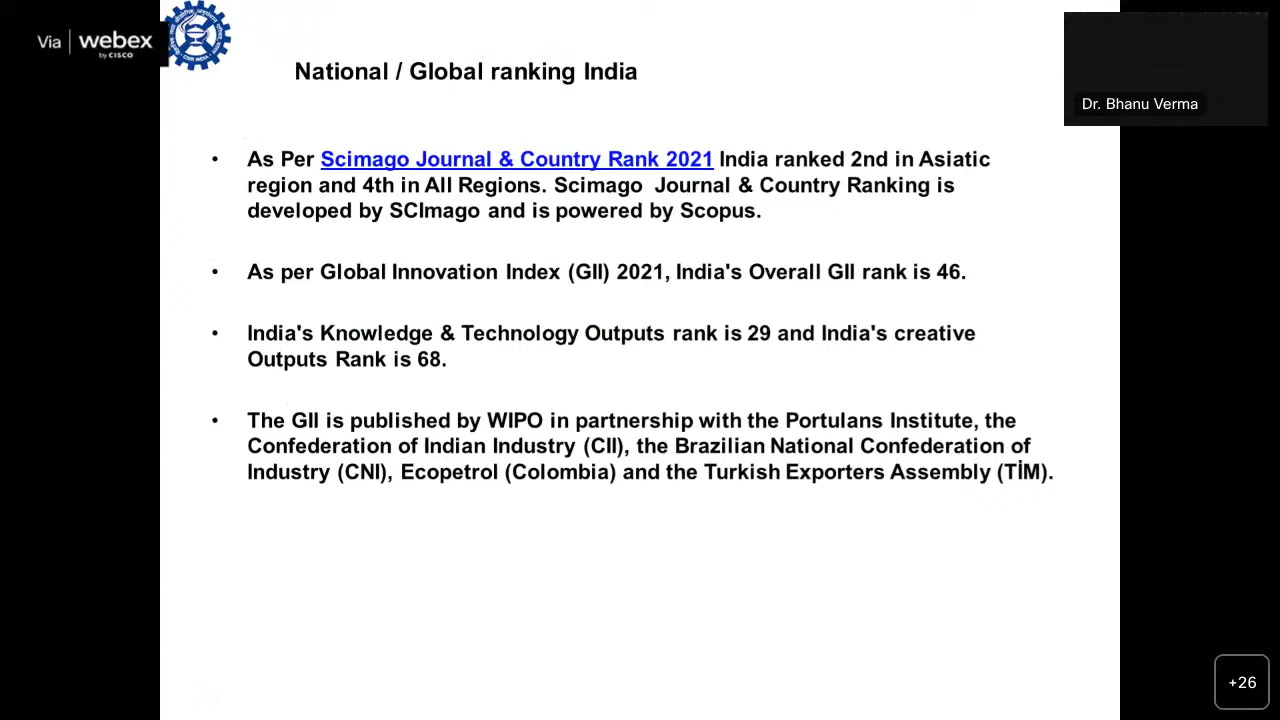 Via webex
by CISCO
National / Global ranking India
Dr. Bhanu Verma
• As Per Scimago Journal & Country Rank 2021 India ranked 2nd in Asiatic
region and 4th in All Regions. Scimago Journal & Country Ranking is
developed by SCImago and is powered by Scopus.
• As per Global Innovation Index (GII) 2021, India's Overall GII rank is 46.
• India's Knowledge & Technology Outputs rank is 29 and India's creative
Outputs Rank is 68.
• The GII is published by WIPO in partnership with the Portulans Institute, the
Confederation of Indian Industry (CII), the Brazilian National Confederation of
Industry (CNI), Ecopetrol (Colombia) and the Turkish Exporters Assembly (TİM).
+26